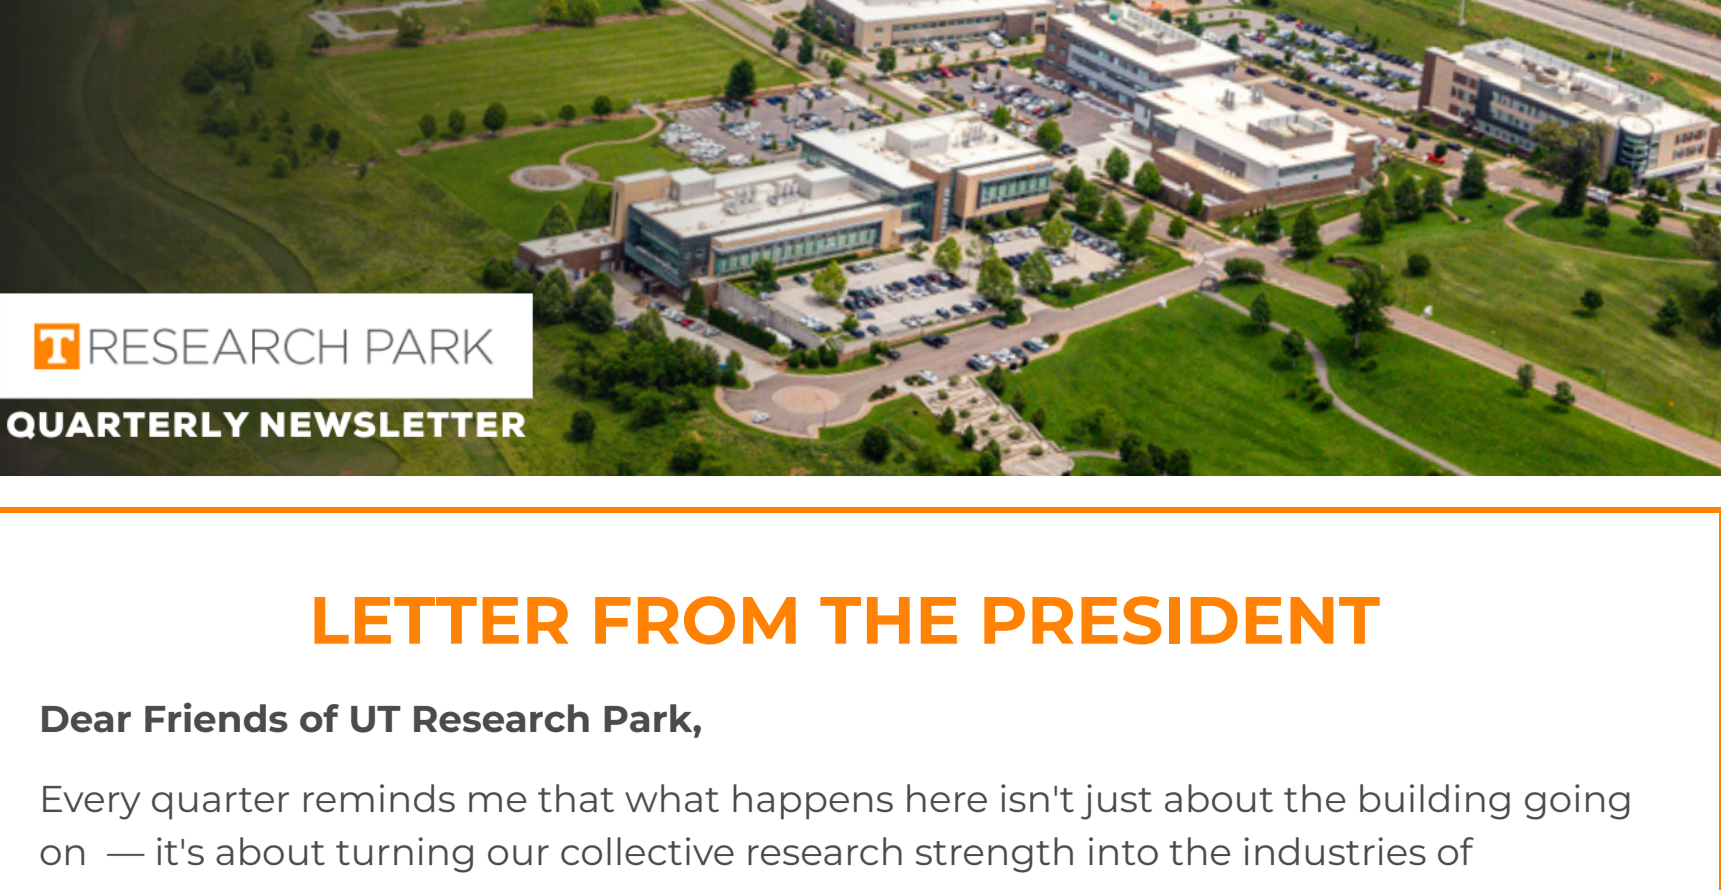 T RESEARCH PARK
QUARTERLY NEWSLETTER
LETTER FROM THE PRESIDENT
Dear Friends of UT Research Park,
Every quarter reminds me that what happens here isn't just about the building going
on — it's about turning our collective research strength into the industries of